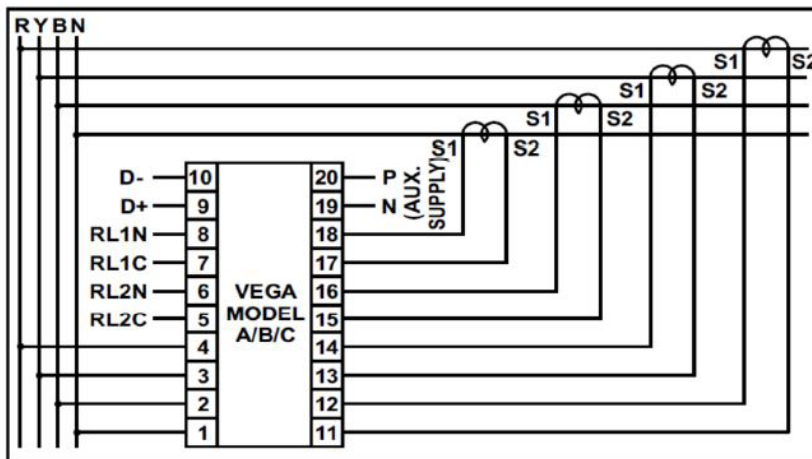 R Y B N
S1 S2
S1 S2
S1 S2
S1 S2
D- 10 20 P
D+ 9 19 N
(AUX.
SUPPLY)
RL1N 8 18
RL1C 7 17
RL2N 6 16
RL2C 5 15
VEGA
MODEL
A/B/C
4 14
3 13
2 12
1 11